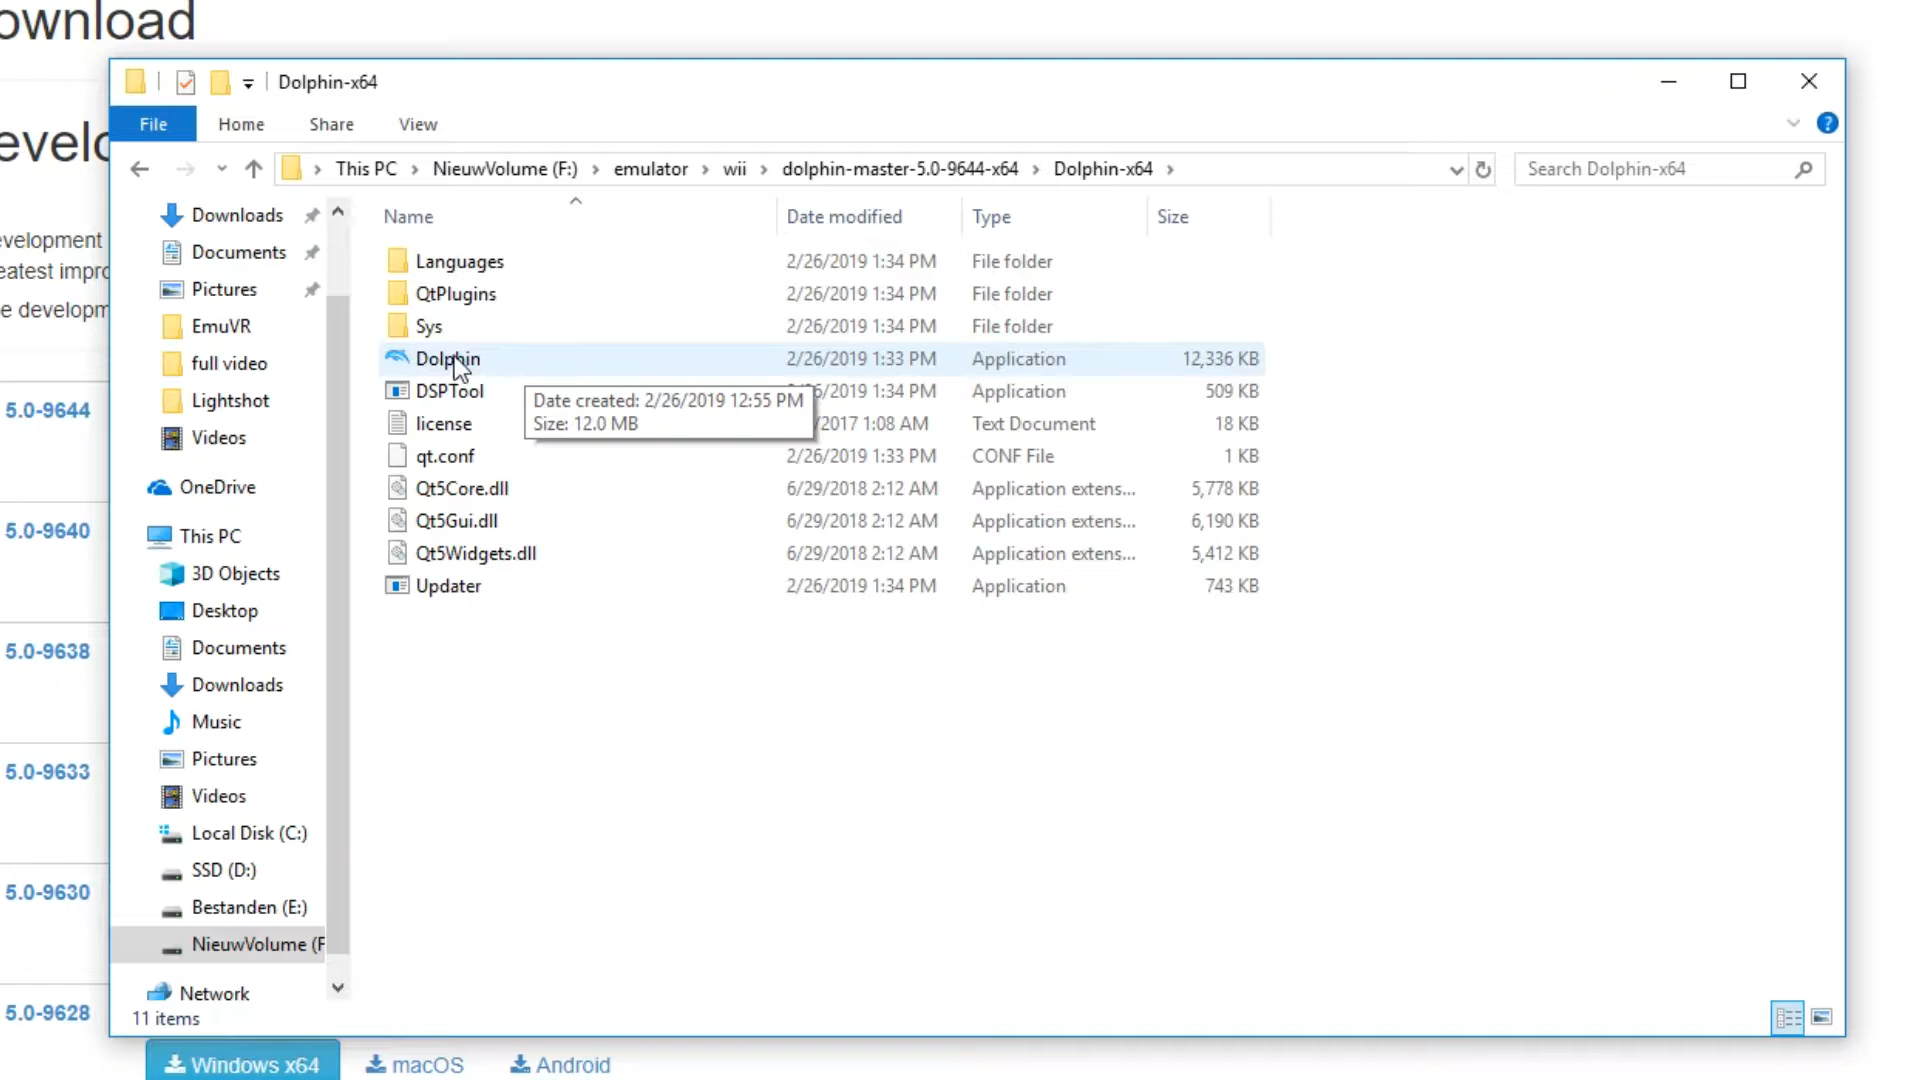 ownload
Dolphin-x64
File Home Share View
evelo
This PC NieuwVolume (F:) emulator wii dolphin-master-5.0-9644-x64 Dolphin-x64
Search Dolphin-x64
Name Date modified Type Size
Downloads
Documents
Pictures
EmuVR
full video
Lightshot
Videos
OneDrive
This PC
3D Objects
Desktop
Documents
Downloads
Music
Pictures
Videos
Local Disk (C:)
SSD (D:)
Bestanden (E:)
NieuwVolume (F
Network
Languages 2/26/2019 1:34 PM File folder
QtPlugins 2/26/2019 1:34 PM File folder
Sys 2/26/2019 1:34 PM File folder
Dolphin 2/26/2019 1:33 PM Application 12,336 KB
DSPTool 6/2019 1:34 PM Application 509 KB
license /2017 1:08 AM Text Document 18 KB
qt.conf 2/26/2019 1:33 PM CONF File 1 KB
Qt5Core.dll 6/29/2018 2:12 AM Application extens... 5,778 KB
Qt5Gui.dll 6/29/2018 2:12 AM Application extens... 6,190 KB
Qt5Widgets.dll 6/29/2018 2:12 AM Application extens... 5,412 KB
Updater 2/26/2019 1:34 PM Application 743 KB
Date created: 2/26/2019 12:55 PM
Size: 12.0 MB
11 items
evelopment
eatest impro
e developm
5.0-9644
5.0-9640
5.0-9638
5.0-9633
5.0-9630
5.0-9628
Windows x64 macOS Android